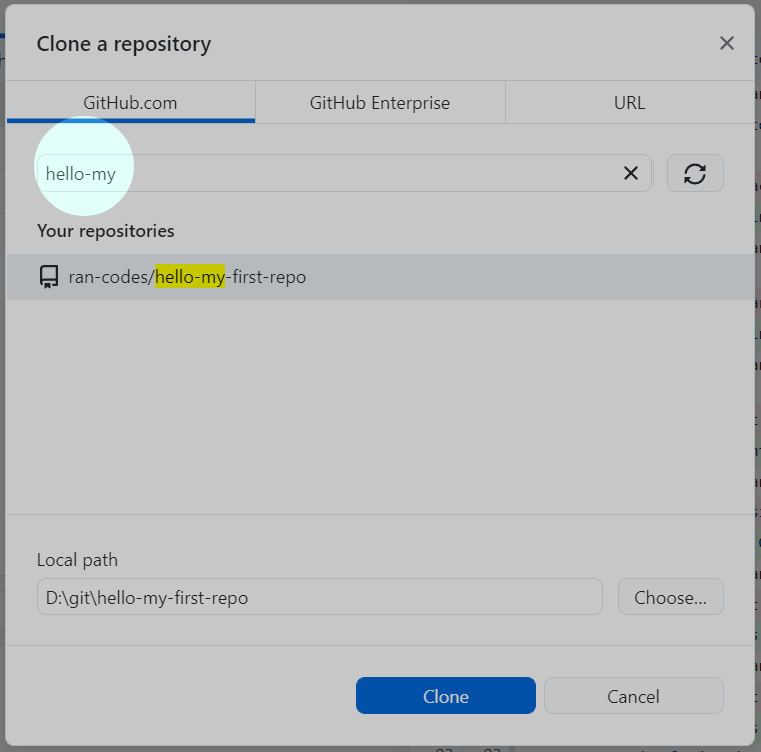 Clone a repository
GitHub.com
GitHub Enterprise
URL
hello-my
Your repositories
ran-codes/hello-my-first-repo
Local path
D:\git\hello-my-first-repo
Choose...
Clone
Cancel